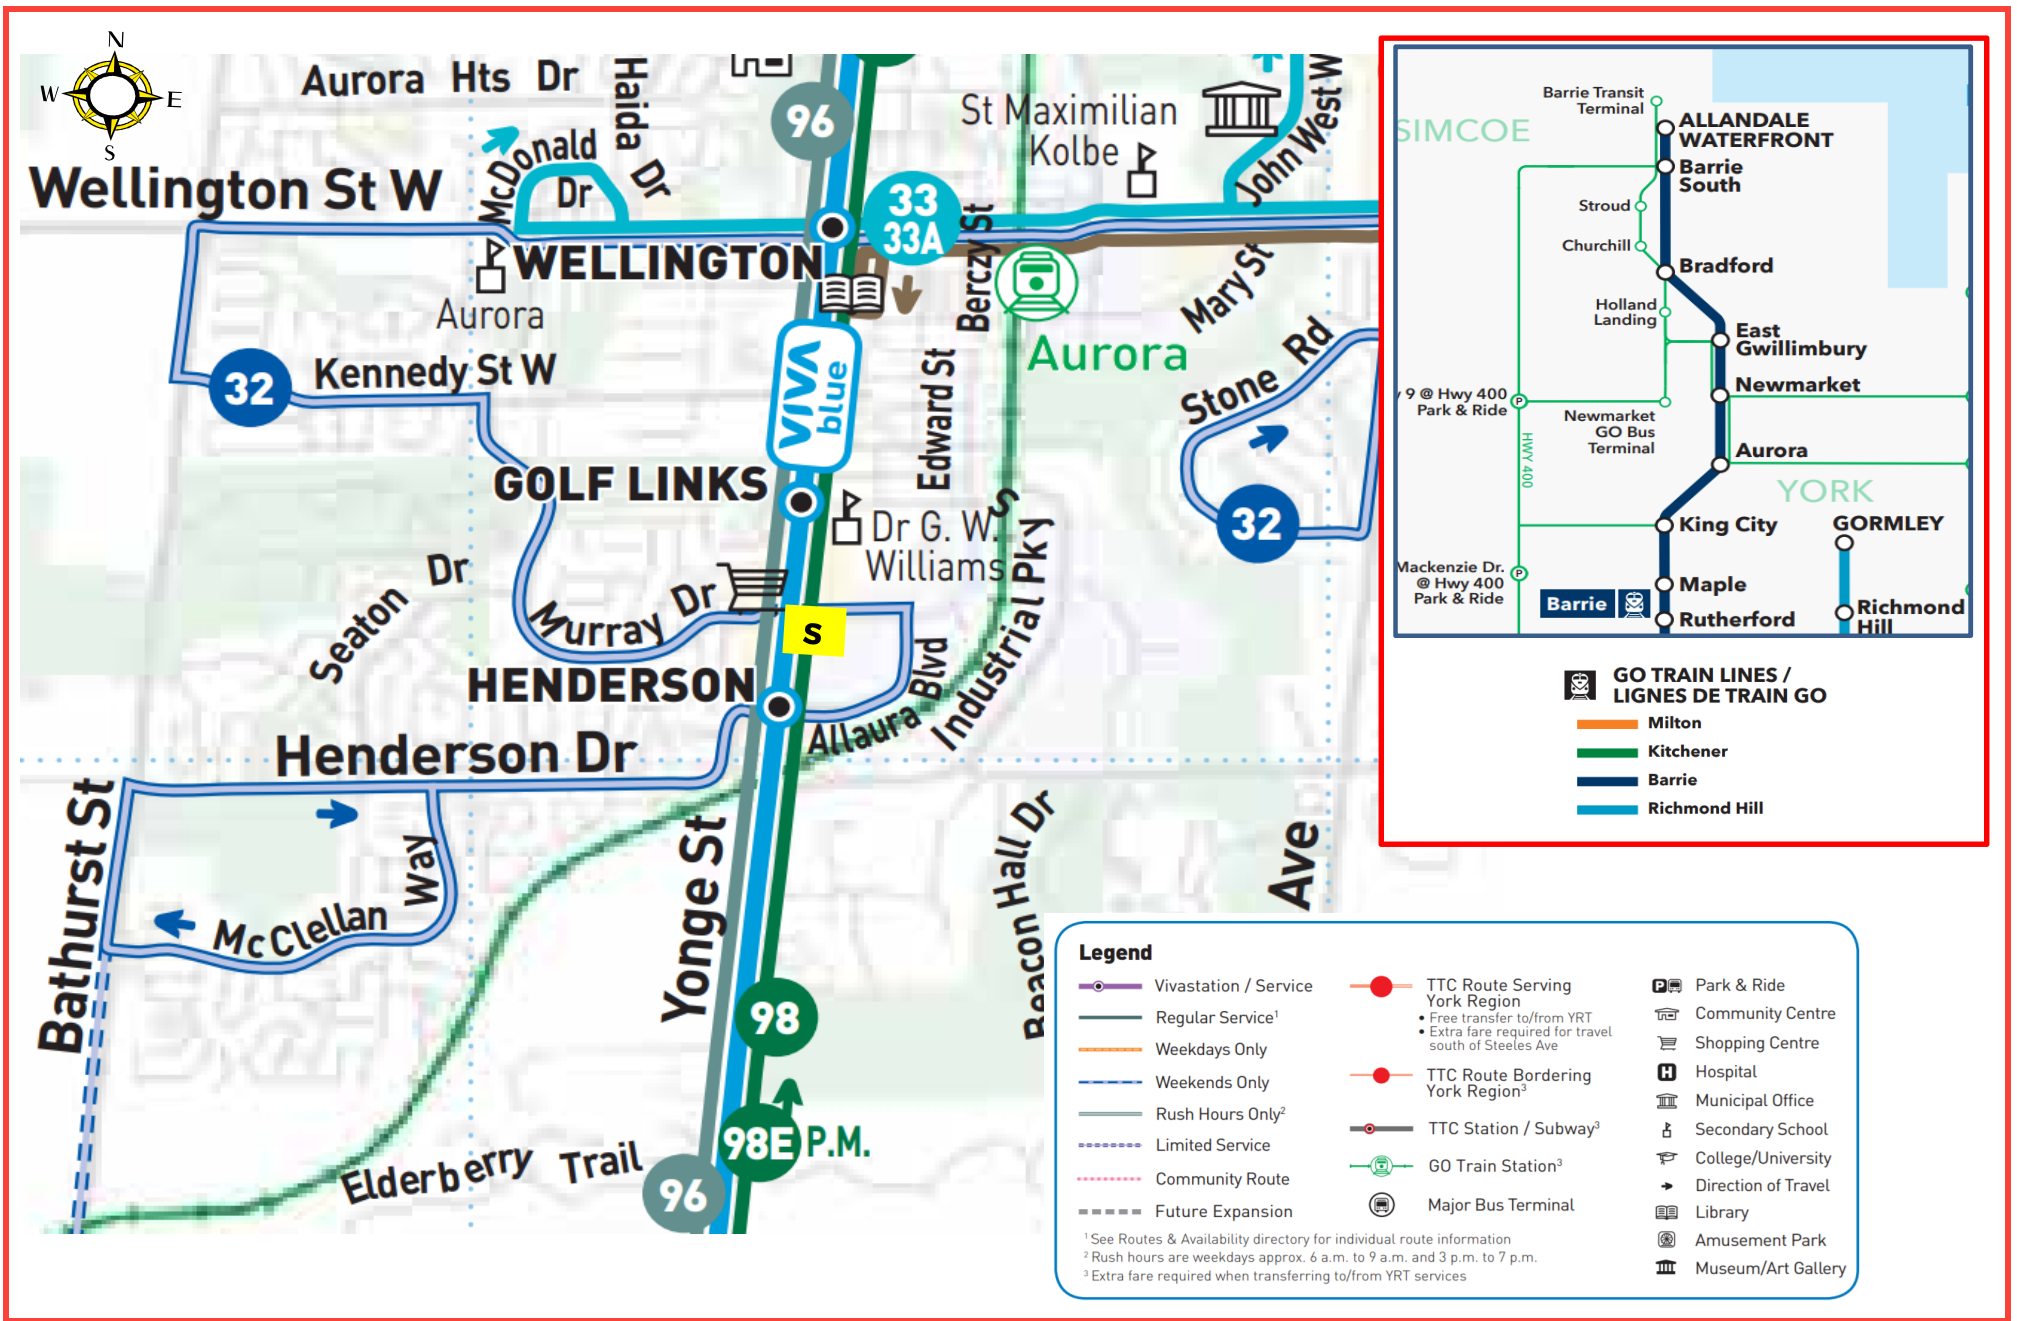 N
W E
S
Aurora Hts Dr
Haida Dr
McDonald
Dr
96
St Maximilian
Kolbe
John West W
Wellington St W
33
33A
WELLINGTON
Berczy St
Mary St
Aurora
Aurora
32
Kennedy St W
VIVA
blue
Edward St
Stone Rd
GOLF LINKS
Dr G. W.
Williams
32
S
Industrial Pky
Seaton Dr
Murray Dr
S
HENDERSON
Allaura Blvd
Henderson Dr
Bathurst St
McClellan Way
Yonge St
Beacon Hall Dr
Ave
98
98E P.M.
Elderberry Trail
96
Barrie Transit
Terminal
SIMCOE
ALLANDALE
WATERFRONT
Barrie
South
Stroud
Churchill
Bradford
Holland
Landing
East
Gwillimbury
Newmarket
9 @ Hwy 400
Park & Ride
P
Newmarket
GO Bus
Terminal
HWY 400
Aurora
YORK
King City
GORMLEY
Mackenzie Dr.
@ Hwy 400
Park & Ride
P
Maple
Barrie
Rutherford
Richmond
Hill
GO TRAIN LINES /
LIGNES DE TRAIN GO
Milton
Kitchener
Barrie
Richmond Hill
Legend
Vivastation / Service
Regular Service1
Weekdays Only
Weekends Only
Rush Hours Only2
Limited Service
Community Route
Future Expansion
TTC Route Serving
York Region
• Free transfer to/from YRT
• Extra fare required for travel
south of Steeles Ave
TTC Route Bordering
York Region3
TTC Station / Subway3
GO Train Station3
Major Bus Terminal
P Park & Ride
Community Centre
Shopping Centre
H Hospital
Municipal Office
Secondary School
College/University
Direction of Travel
Library
Amusement Park
Museum/Art Gallery
1 See Routes & Availability directory for individual route information
2 Rush hours are weekdays approx. 6 a.m. to 9 a.m. and 3 p.m. to 7 p.m.
3 Extra fare required when transferring to/from YRT services